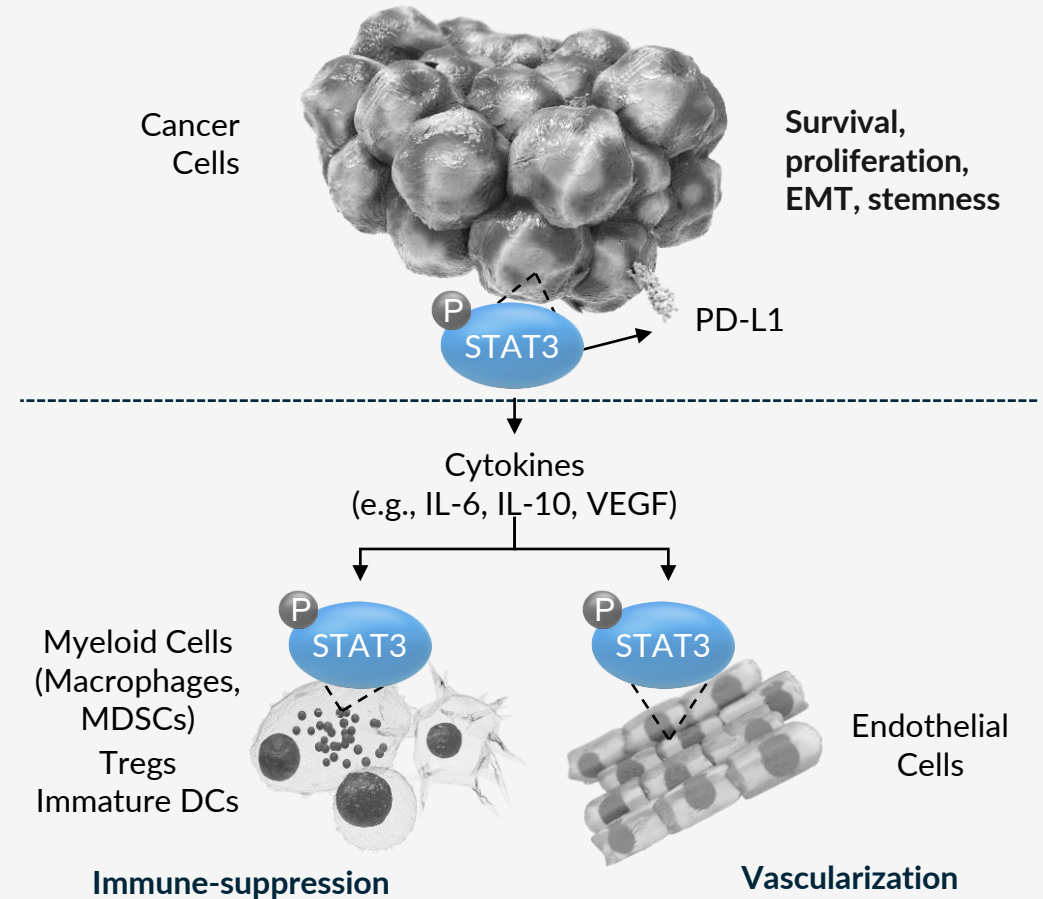 Cancer
Cells
Survival,
proliferation,
EMT, stemness
P
STAT3
PD-L1
Cytokines
(e.g., IL-6, IL-10, VEGF)
P
STAT3
P
STAT3
Myeloid Cells
(Macrophages,
MDSCs)
Tregs
Immature DCs
Endothelial
Cells
Immune-suppression
Vascularization